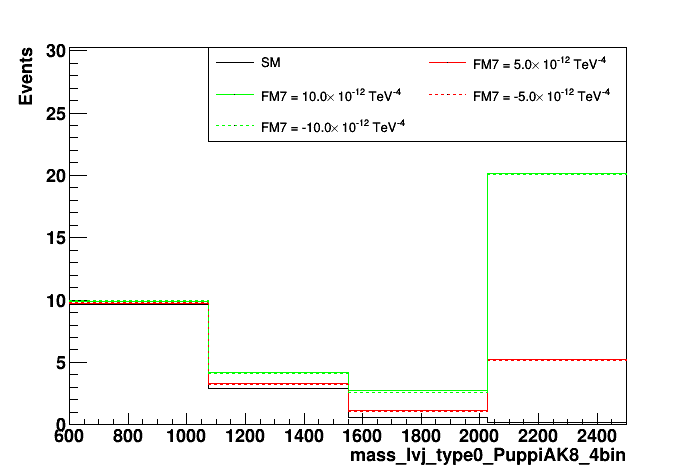 Events
30
25
20
15
10
5
0
SM
FM7 = 5.0× 10⁻¹² TeV⁻⁴
FM7 = 10.0× 10⁻¹² TeV⁻⁴
FM7 = -5.0× 10⁻¹² TeV⁻⁴
FM7 = -10.0× 10⁻¹² TeV⁻⁴
600 800 1000 1200 1400 1600 1800 2000 2200 2400
mass_lvj_type0_PuppiAK8_4bin